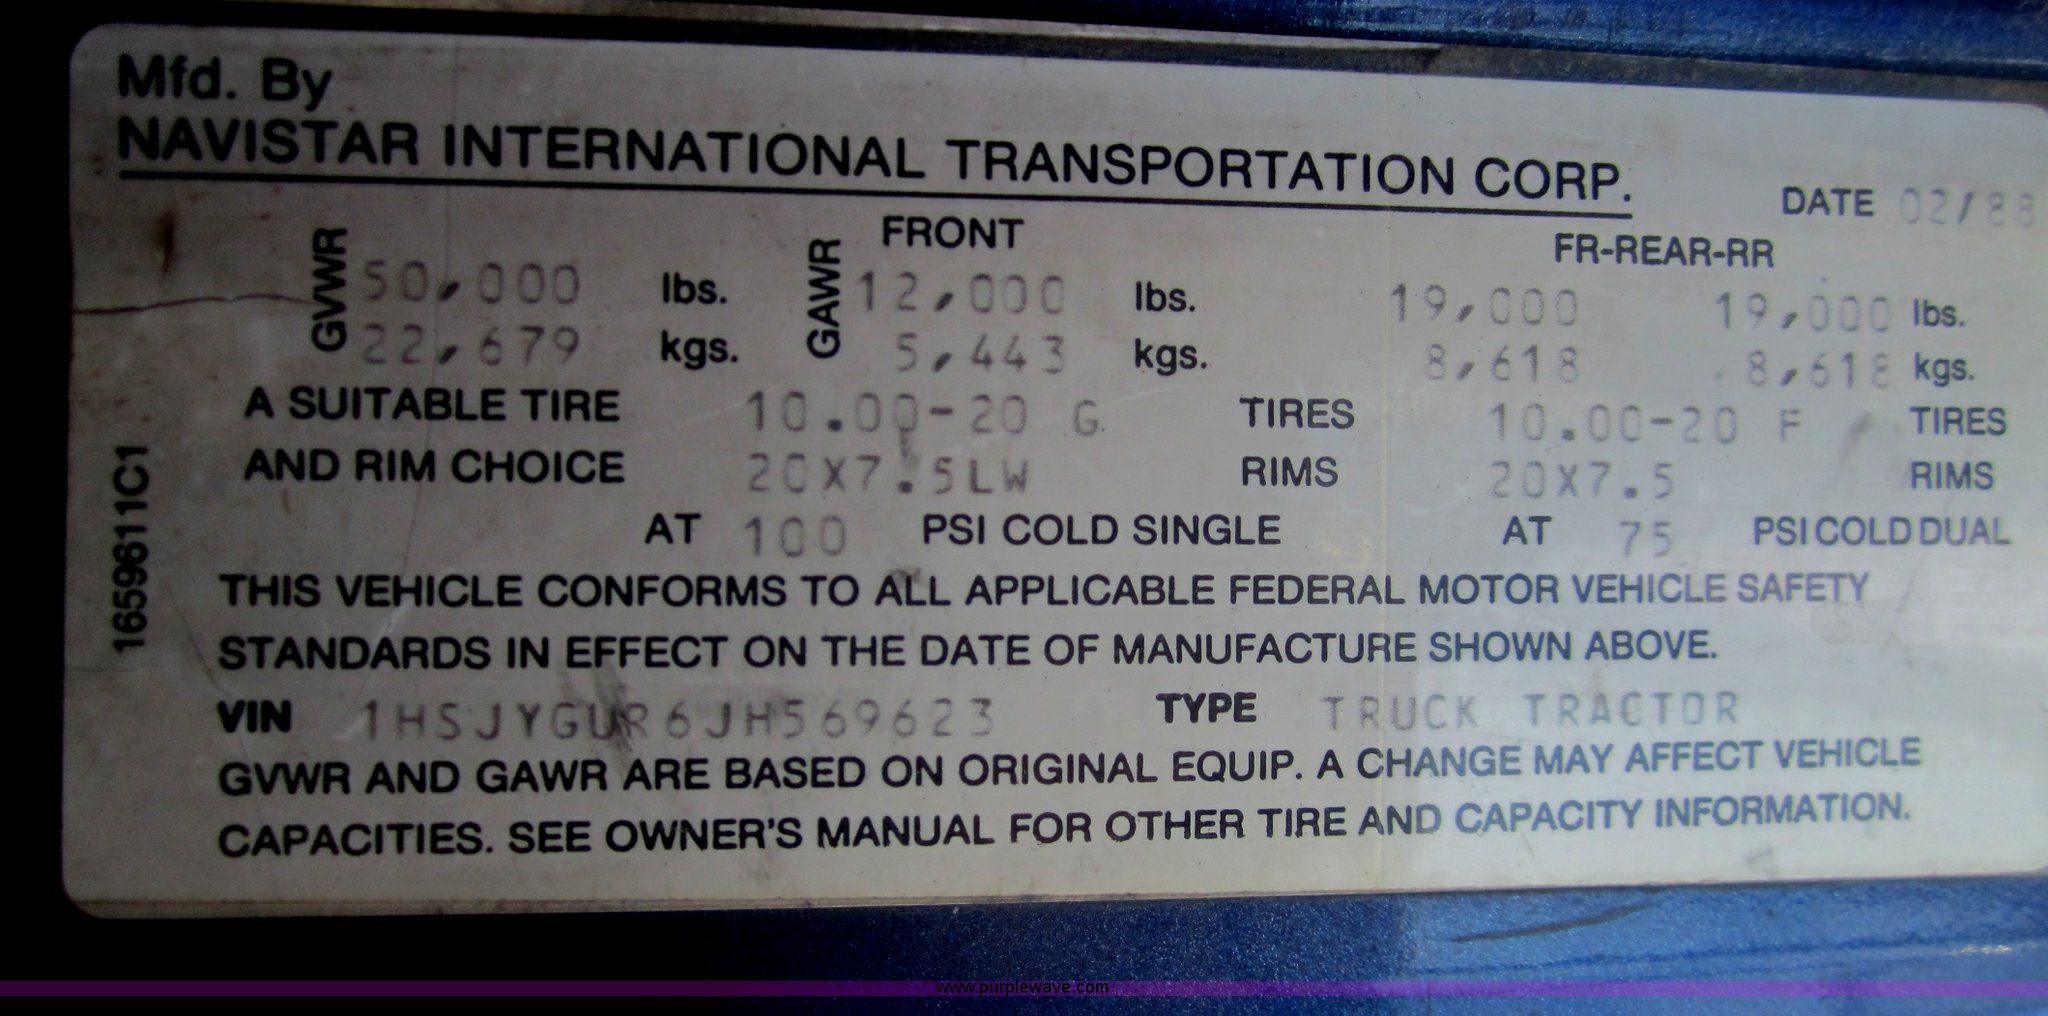 Mfd. By
NAVISTAR INTERNATIONAL TRANSPORTATION CORP.
DATE 02/88
FRONT FR-REAR-RR
GVWR 50,000 lbs. GAWR 12,000 lbs. 19,000 19,000 lbs.
22,679 kgs. 5,443 kgs. 8,618 8,618 kgs.
A SUITABLE TIRE 10.00-20 G TIRES 10.00-20 F TIRES
AND RIM CHOICE 20X7.5LW RIMS 20X7.5 RIMS
AT 100 PSI COLD SINGLE AT 75 PSI COLD DUAL
1659611C1
THIS VEHICLE CONFORMS TO ALL APPLICABLE FEDERAL MOTOR VEHICLE SAFETY
STANDARDS IN EFFECT ON THE DATE OF MANUFACTURE SHOWN ABOVE.
VIN 1HSJYGUR6JH569623 TYPE TRUCK TRACTOR
GVWR AND GAWR ARE BASED ON ORIGINAL EQUIP. A CHANGE MAY AFFECT VEHICLE
CAPACITIES. SEE OWNER'S MANUAL FOR OTHER TIRE AND CAPACITY INFORMATION.
www.purplewave.com